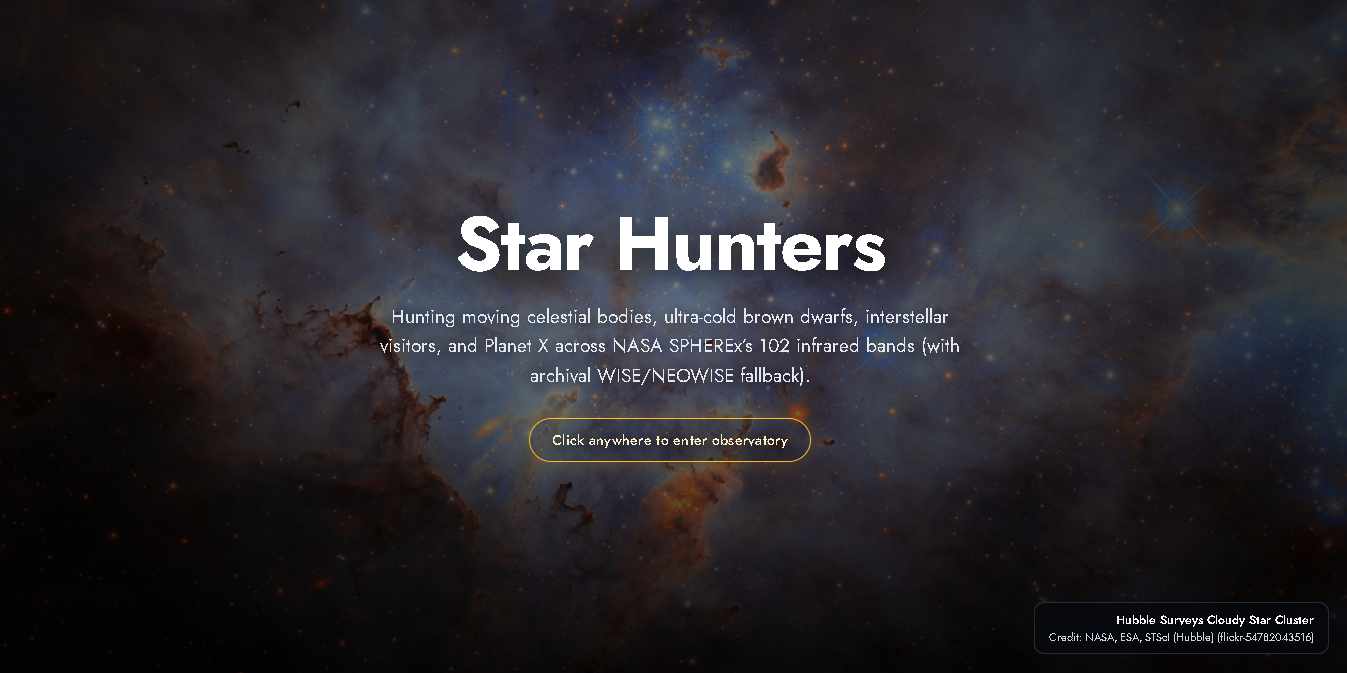 Star Hunters
Hunting moving celestial bodies, ultra-cold brown dwarfs, interstellar
visitors, and Planet X across NASA SPHEREx's 102 infrared bands (with
archival WISE/NEOWISE fallback).
Click anywhere to enter observatory
Hubble Surveys Cloudy Star Cluster
Credit: NASA, ESA, STScI (Hubble) (flickr-54782043516)